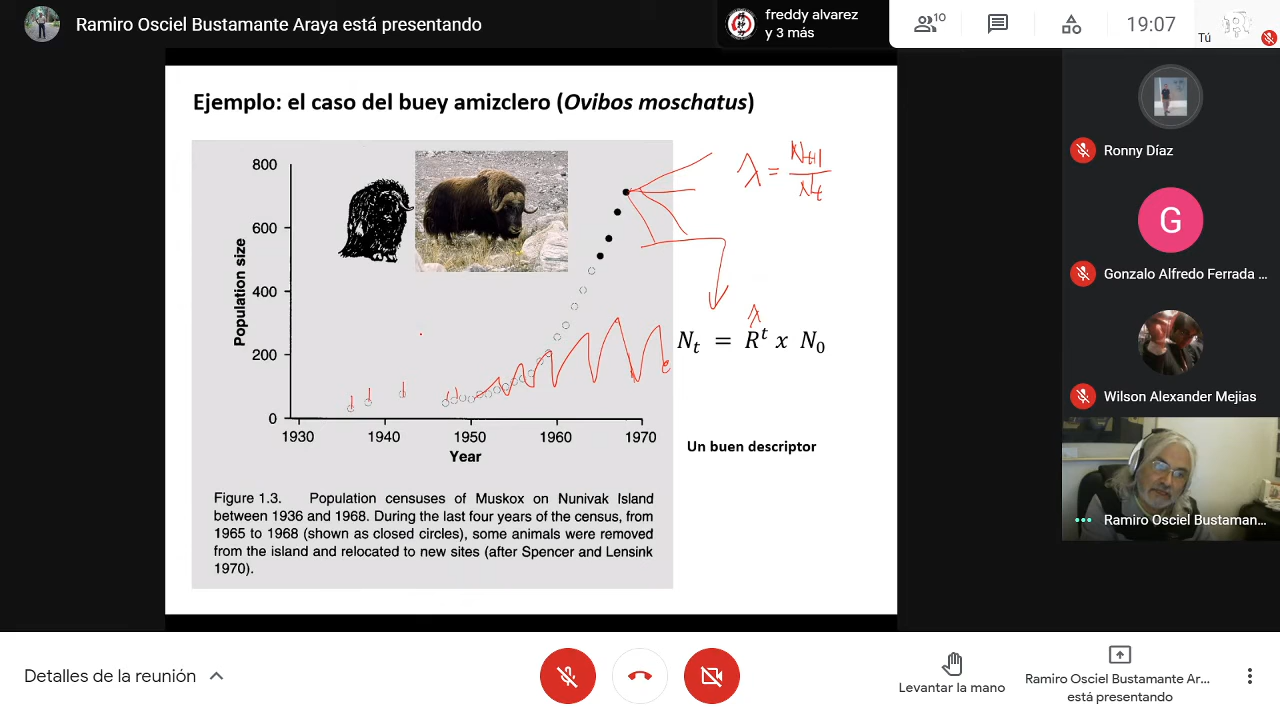 Ramiro Osciel Bustamante Araya está presentando
freddy alvarez
y 3 más
10
19:07
Tú
Ejemplo: el caso del buey amizclero (Ovibos moschatus)
800
600
400
200
0
Population size
1930
1940
1950
1960
1970
Year
λ = Nt+1
Nt
λ
Nt = R^t x N0
Un buen descriptor
Figure 1.3. Population censuses of Muskox on Nunivak Island
between 1936 and 1968. During the last four years of the census, from
1965 to 1968 (shown as closed circles), some animals were removed
from the island and relocated to new sites (after Spencer and Lensink
1970).
Ronny Díaz
G
Gonzalo Alfredo Ferrada ...
Wilson Alexander Mejias
Ramiro Osciel Bustaman...
Detalles de la reunión
Levantar la mano
Ramiro Osciel Bustamante Ar...
está presentando